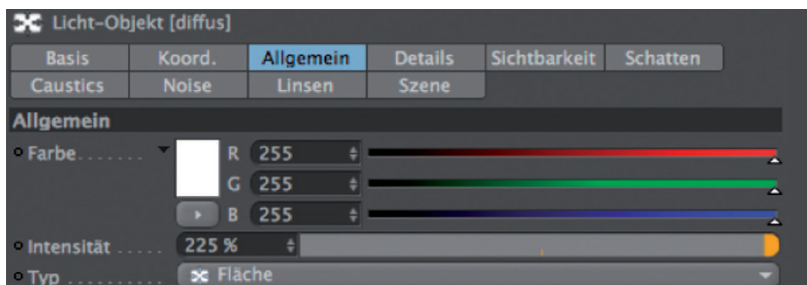 Licht-Objekt [diffus]
Basis Koord. Allgemein Details Sichtbarkeit Schatten
Caustics Noise Linsen Szene
Allgemein
Farbe....... R 255
G 255
B 255
Intensität ..... 225 %
Typ .......... Fläche